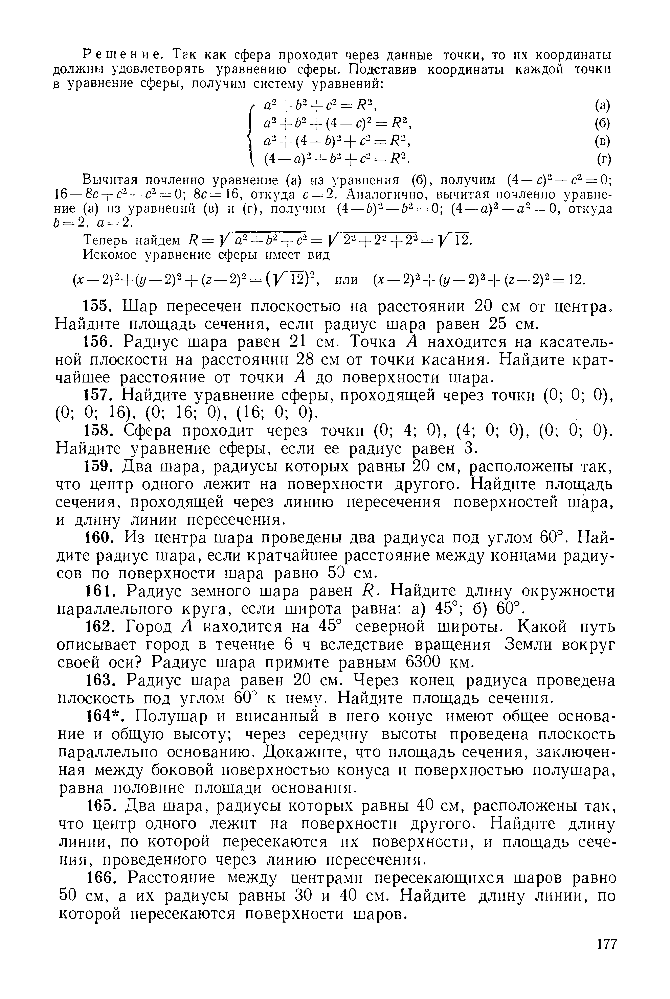 Решение. Так как сфера проходит через данные точки, то их координаты
должны удовлетворять уравнению сферы. Подставив координаты каждой точки
в уравнение сферы, получим систему уравнений:
a² + b² + c² = R², (а)
a² + b² + (4 — c)² = R², (б)
a² + (4 — b)² + c² = R², (в)
(4 — a)² + b² + c² = R². (г)
Вычитая почленно уравнение (а) из уравнения (б), получим (4 — c)² — c² = 0;
16 — 8c + c² — c² = 0; 8c = 16, откуда c = 2. Аналогично, вычитая почленно уравне-
ние (а) из уравнений (в) и (г), получим (4 — b)² — b² = 0; (4 — a)² — a² = 0, откуда
b = 2, a = 2.
Теперь найдем R = √(a² + b² + c²) = √(2² + 2² + 2²) = √12.
Искомое уравнение сферы имеет вид
(x — 2)² + (y — 2)² + (z — 2)² = (√12)², или (x — 2)² + (y — 2)² + (z — 2)² = 12.
155. Шар пересечен плоскостью на расстоянии 20 см от центра.
Найдите площадь сечения, если радиус шара равен 25 см.
156. Радиус шара равен 21 см. Точка A находится на касатель-
ной плоскости на расстоянии 28 см от точки касания. Найдите крат-
чайшее расстояние от точки A до поверхности шара.
157. Найдите уравнение сферы, проходящей через точки (0; 0; 0),
(0; 0; 16), (0; 16; 0), (16; 0; 0).
158. Сфера проходит через точки (0; 4; 0), (4; 0; 0), (0; 0; 0).
Найдите уравнение сферы, если ее радиус равен 3.
159. Два шара, радиусы которых равны 20 см, расположены так,
что центр одного лежит на поверхности другого. Найдите площадь
сечения, проходящей через линию пересечения поверхностей шара,
и длину линии пересечения.
160. Из центра шара проведены два радиуса под углом 60°. Най-
дите радиус шара, если кратчайшее расстояние между концами радиу-
сов по поверхности шара равно 50 см.
161. Радиус земного шара равен R. Найдите длину окружности
параллельного круга, если широта равна: а) 45°; б) 60°.
162. Город A находится на 45° северной широты. Какой путь
описывает город в течение 6 ч вследствие вращения Земли вокруг
своей оси? Радиус шара примите равным 6300 км.
163. Радиус шара равен 20 см. Через конец радиуса проведена
плоскость под углом 60° к нему. Найдите площадь сечения.
164*. Полушар и вписанный в него конус имеют общее основа-
ние и общую высоту; через середину высоты проведена плоскость
параллельно основанию. Докажите, что площадь сечения, заключен-
ная между боковой поверхностью конуса и поверхностью полушара,
равна половине площади основания.
165. Два шара, радиусы которых равны 40 см, расположены так,
что центр одного лежит на поверхности другого. Найдите длину
линии, по которой пересекаются их поверхности, и площадь сече-
ния, проведенного через линию пересечения.
166. Расстояние между центрами пересекающихся шаров равно
50 см, а их радиусы равны 30 и 40 см. Найдите длину линии, по
которой пересекаются поверхности шаров.
177